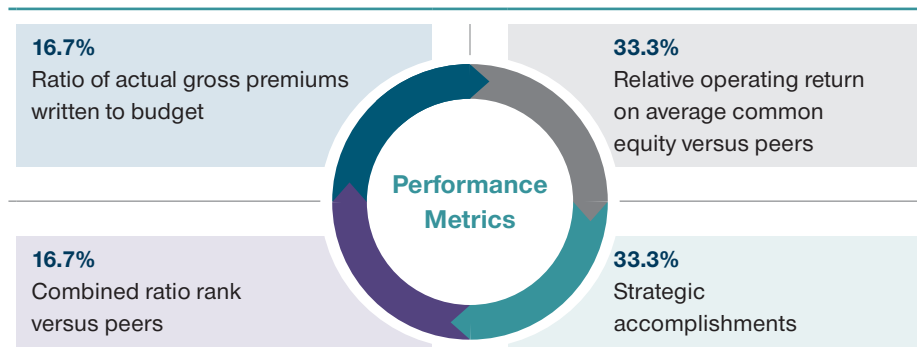 16.7%
Ratio of actual gross premiums
written to budget
33.3%
Relative operating return
on average common
equity versus peers
Performance
Metrics
16.7%
Combined ratio rank
versus peers
33.3%
Strategic
accomplishments